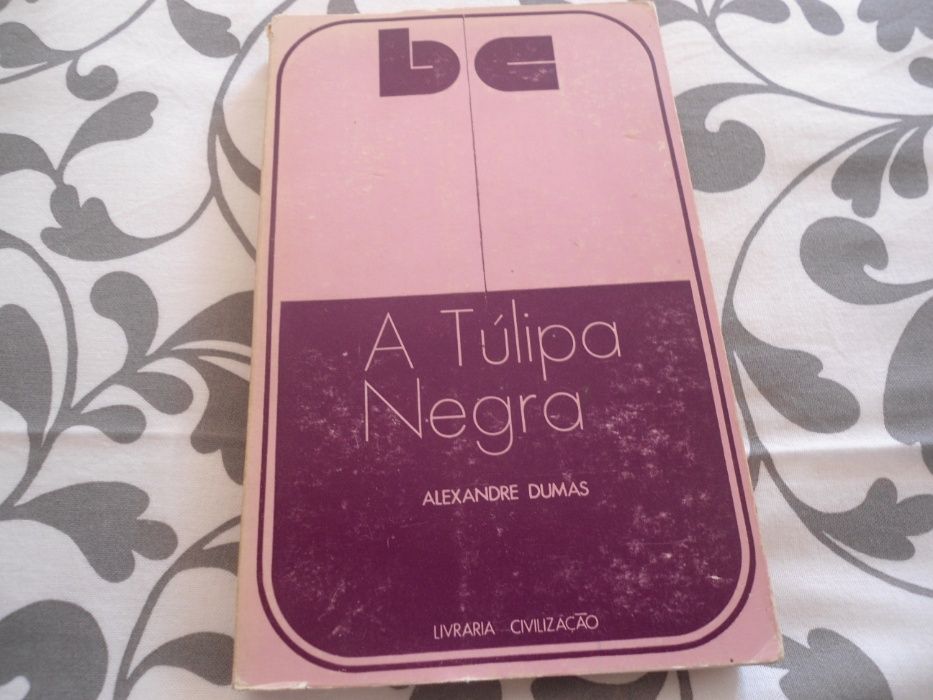 bc
A Túlipa
Negra
ALEXANDRE DUMAS
LIVRARIA CIVILIZAÇÃO